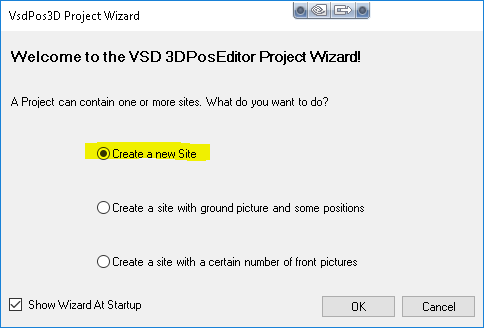 VsdPos3D Project Wizard
Welcome to the VSD 3DPosEditor Project Wizard!
A Project can contain one or more sites. What do you want to do?
Create a new Site
Create a site with ground picture and some positions
Create a site with a certain number of front pictures
Show Wizard At Startup
OK
Cancel